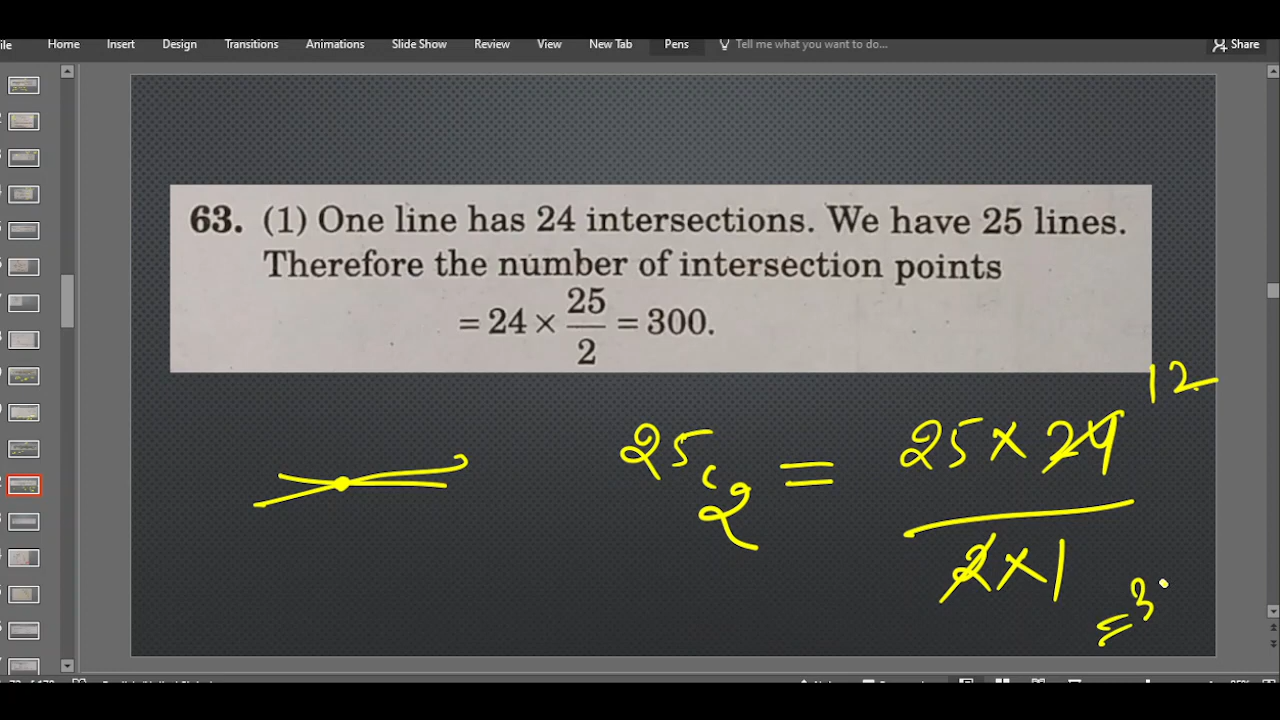 File Home Insert Design Transitions Animations Slide Show Review View New Tab Pens Tell me what you want to do... Share
63. (1) One line has 24 intersections. We have 25 lines.
Therefore the number of intersection points
= 24 × 25/2 = 300.
12
25c2 = 25 × 24
2 × 1
= 3